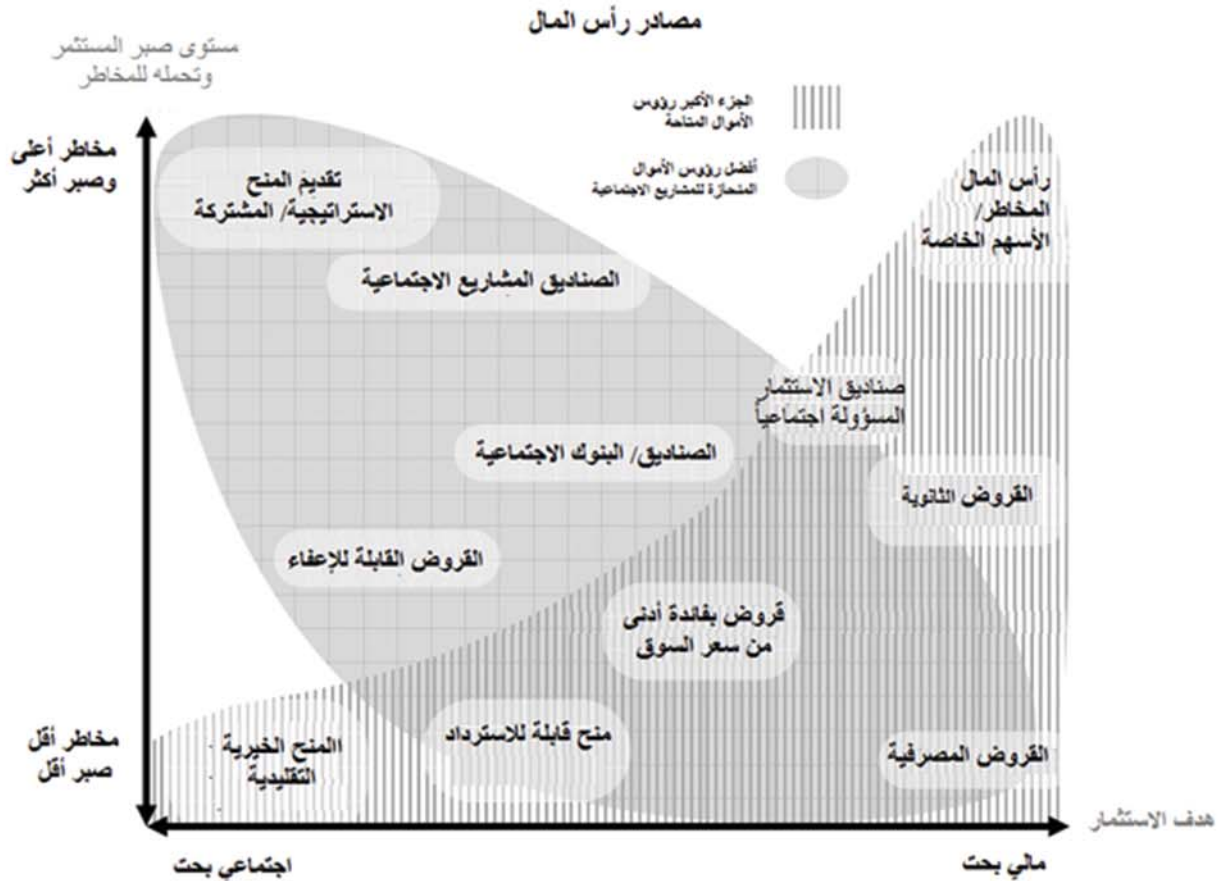 مصادر رأس المال
مستوى صبر المستثمر
وتحمله للمخاطر
الجزء الأكبر رؤوس
الأموال المتاحة
أفضل رؤوس الأموال
المنحازة للمشاريع الاجتماعية
مخاطر أعلى
وصبر أكثر
تقديم المنح
الاستراتيجية/ المشتركة
رأس المال
المخاطر/
الأسهم الخاصة
الصناديق المشاريع الاجتماعية
صناديق الاستثمار
المسؤولة اجتماعياً
الصناديق/ البنوك الاجتماعية
القروض الثانوية
القروض القابلة للإعفاء
قروض بفائدة أدنى
من سعر السوق
مخاطر أقل
صبر أقل
االمنح الخيرية
التقليدية
منح قابلة للاسترداد
القروض المصرفية
هدف الاستثمار
مالي بحت
اجتماعي بحت